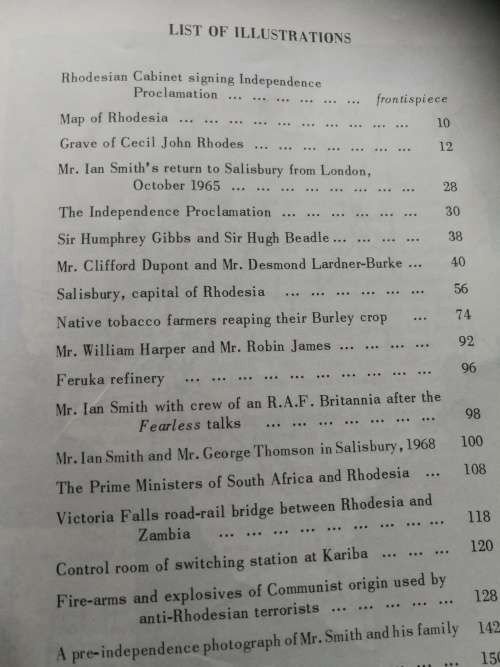 LIST OF ILLUSTRATIONS
Rhodesian Cabinet signing Independence
Proclamation ... ... ... ... ... ... frontispiece
Map of Rhodesia ... ... ... ... ... ... ... ... ... ... 10
Grave of Cecil John Rhodes ... ... ... ... ... ... ... 12
Mr. Ian Smith's return to Salisbury from London,
October 1965 ... ... ... ... ... ... ... ... 28
The Independence Proclamation ... ... ... ... ... ... 30
Sir Humphrey Gibbs and Sir Hugh Beadle ... ... ... ... 38
Mr. Clifford Dupont and Mr. Desmond Lardner-Burke ... 40
Salisbury, capital of Rhodesia ... ... ... ... ... ... 56
Native tobacco farmers reaping their Burley crop ... 74
Mr. William Harper and Mr. Robin James ... ... ... ... 92
Feruka refinery ... ... ... ... ... ... ... ... ... ... 96
Mr. Ian Smith with crew of an R.A.F. Britannia after the
Fearless talks ... ... ... ... ... ... ... 98
Mr. Ian Smith and Mr. George Thomson in Salisbury, 1968 100
The Prime Ministers of South Africa and Rhodesia ... 108
Victoria Falls road-rail bridge between Rhodesia and
Zambia ... ... ... ... ... ... ... ... ... 118
Control room of switching station at Kariba ... ... ... 120
Fire-arms and explosives of Communist origin used by
anti-Rhodesian terrorists ... ... ... ... ... 128
A pre-independence photograph of Mr. Smith and his family 142